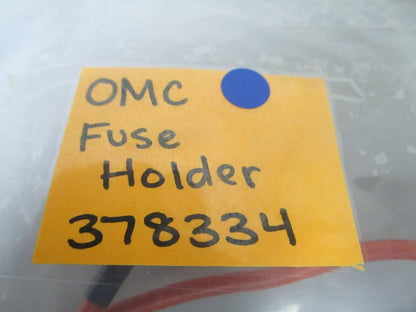 OMC
Fuse
Holder
378334